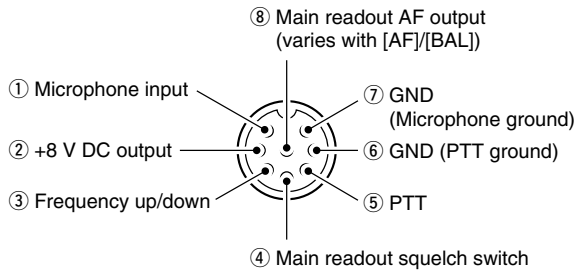 ⑧ Main readout AF output
(varies with [AF]/[BAL])
① Microphone input
⑦ GND
(Microphone ground)
② +8 V DC output
⑥ GND (PTT ground)
③ Frequency up/down
⑤ PTT
④ Main readout squelch switch